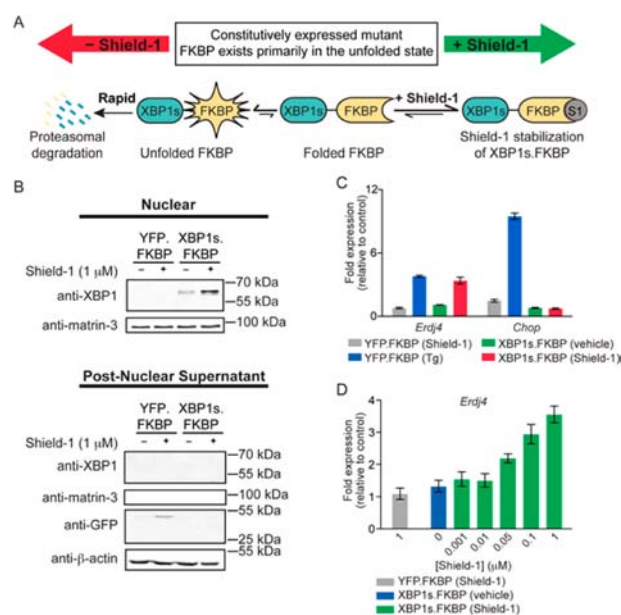 A
− Shield-1
Constitutively expressed mutant
FKBP exists primarily in the unfolded state
+ Shield-1
Rapid
XBP1s
FKBP
XBP1s
FKBP
+ Shield-1
XBP1s
FKBP
S1
Proteasomal
degradation
Unfolded FKBP
Folded FKBP
Shield-1 stabilization
of XBP1s.FKBP
B
Nuclear
YFP.
FKBP
XBP1s.
FKBP
Shield-1 (1 μM)
− + − +
anti-XBP1
70 kDa
55 kDa
anti-matrin-3
100 kDa
Post-Nuclear Supernatant
YFP.
FKBP
XBP1s.
FKBP
Shield-1 (1 μM)
− + − +
anti-XBP1
70 kDa
55 kDa
anti-matrin-3
100 kDa
anti-GFP
55 kDa
25 kDa
anti-β-actin
55 kDa
C
Fold expression
(relative to control)
12
8
4
0
Erdj4
Chop
YFP.FKBP (Shield-1)
XBP1s.FKBP (vehicle)
YFP.FKBP (Tg)
XBP1s.FKBP (Shield-1)
D
Erdj4
Fold expression
(relative to control)
4
3
2
1
0
1
0
0.001
0.01
0.05
0.1
1
[Shield-1] (μM)
YFP.FKBP (Shield-1)
XBP1s.FKBP (vehicle)
XBP1s.FKBP (Shield-1)